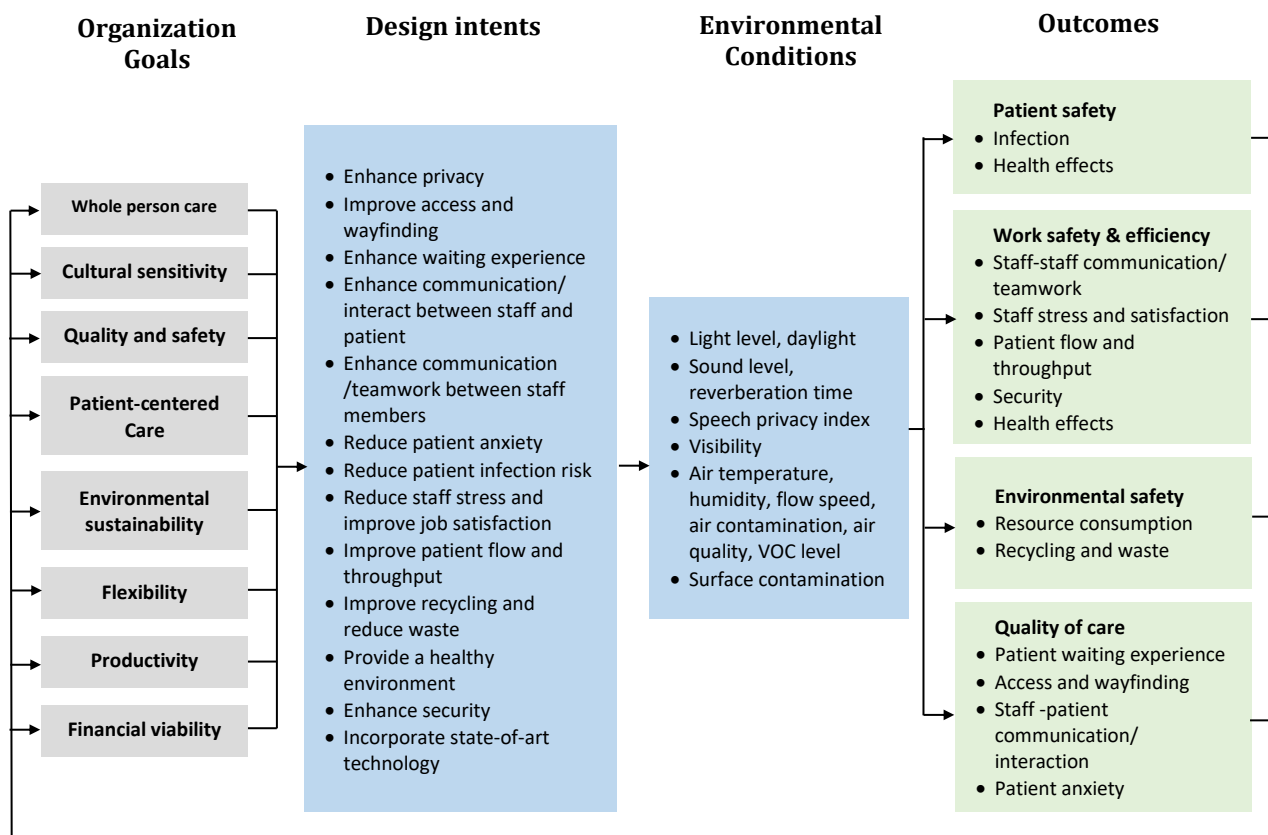 Organization
Goals
Design intents
Environmental
Conditions
Outcomes
Whole person care
Cultural sensitivity
Quality and safety
Patient-centered
Care
Environmental
sustainability
Flexibility
Productivity
Financial viability
• Enhance privacy
• Improve access and
wayfinding
• Enhance waiting experience
• Enhance communication/
interact between staff and
patient
• Enhance communication
/teamwork between staff
members
• Reduce patient anxiety
• Reduce patient infection risk
• Reduce staff stress and
improve job satisfaction
• Improve patient flow and
throughput
• Improve recycling and
reduce waste
• Provide a healthy
environment
• Enhance security
• Incorporate state-of-art
technology
• Light level, daylight
• Sound level,
reverberation time
• Speech privacy index
• Visibility
• Air temperature,
humidity, flow speed,
air contamination, air
quality, VOC level
• Surface contamination
Patient safety
• Infection
• Health effects
Work safety & efficiency
• Staff-staff communication/
teamwork
• Staff stress and satisfaction
• Patient flow and
throughput
• Security
• Health effects
Environmental safety
• Resource consumption
• Recycling and waste
Quality of care
• Patient waiting experience
• Access and wayfinding
• Staff -patient
communication/
interaction
• Patient anxiety